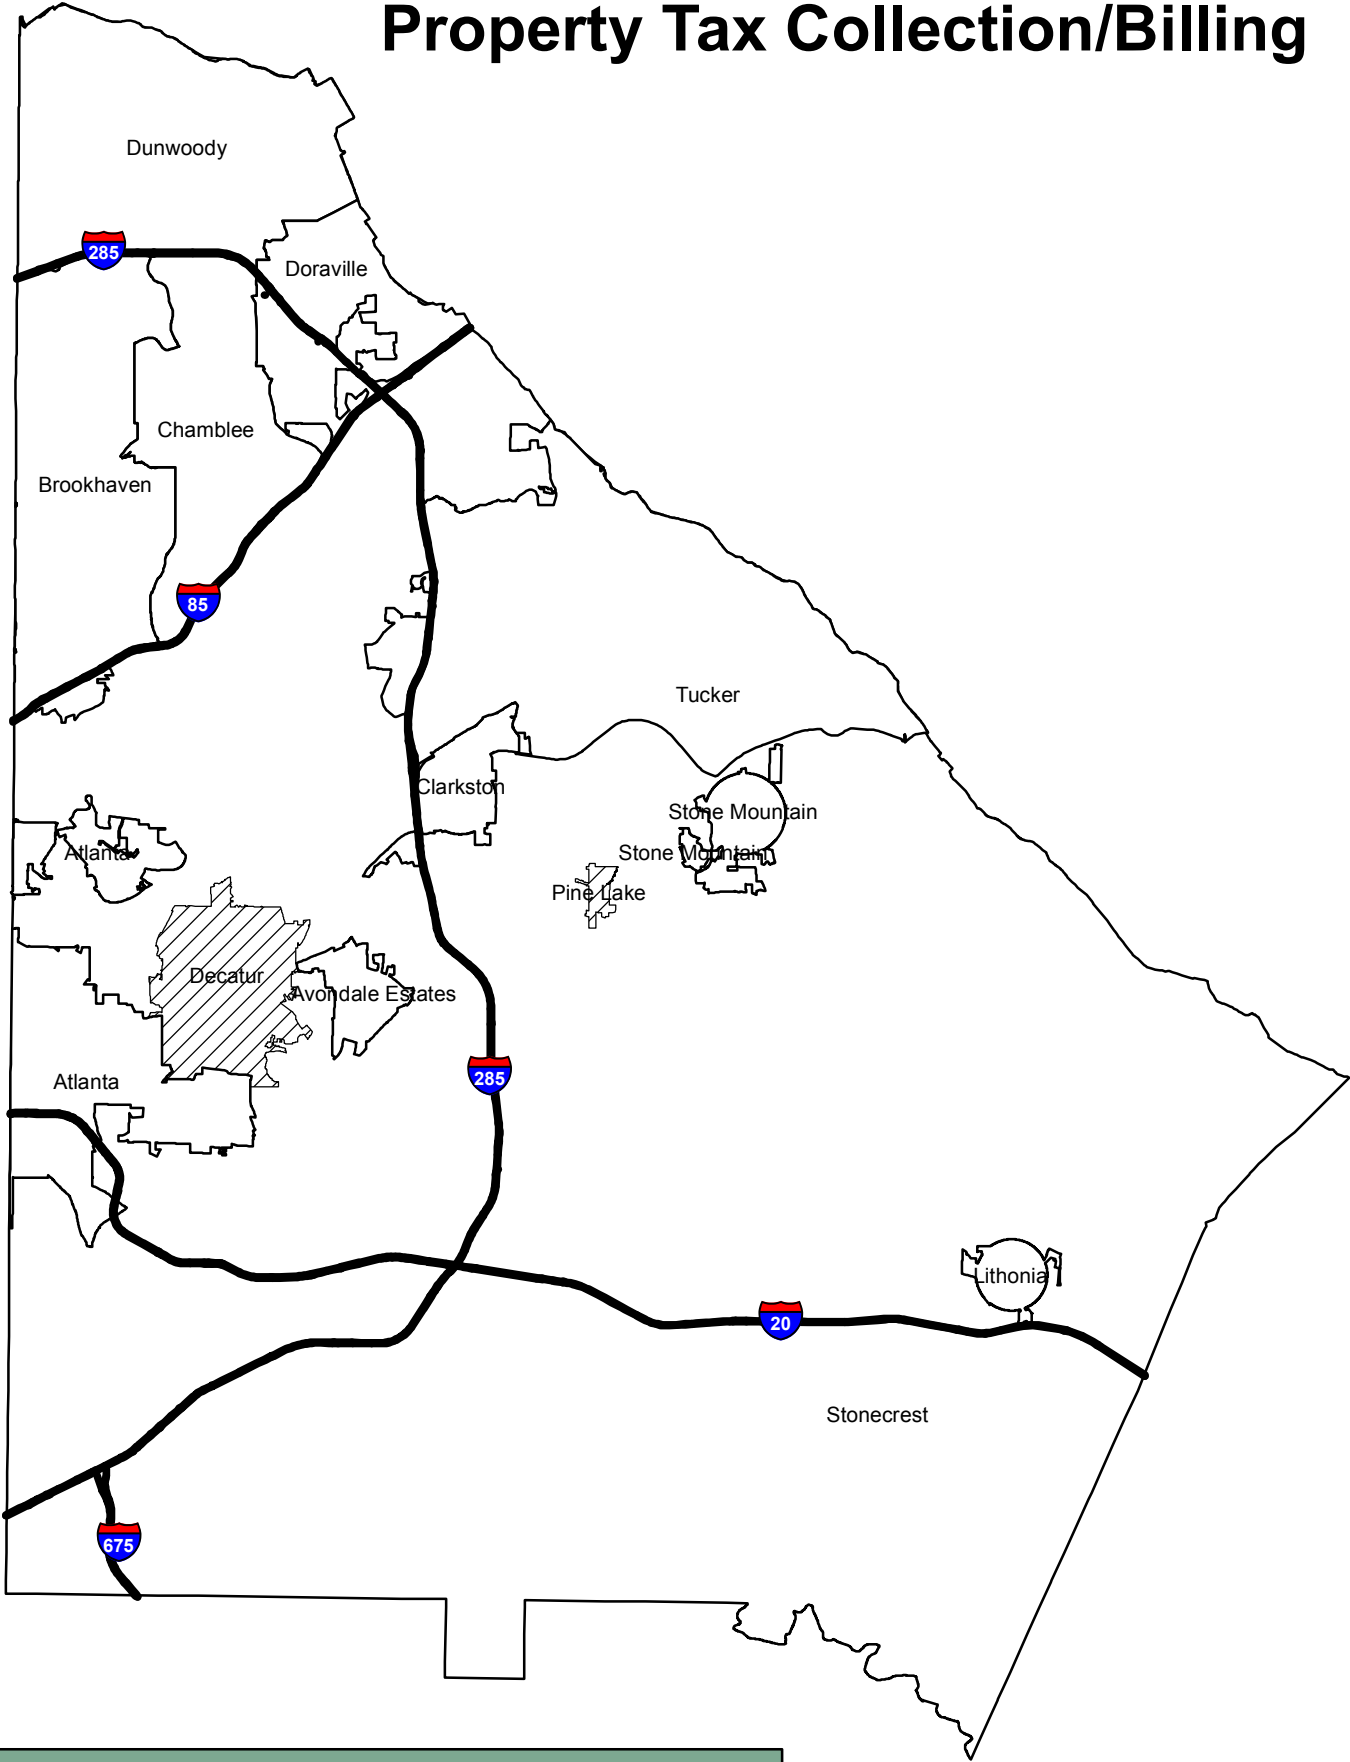 Property Tax Collection/Billing
Dunwoody
285
Doraville
Chamblee
Brookhaven
85
Tucker
Clarkston
Stone Mountain
Atlanta
Stone Mountain
Pine Lake
Decatur
Avondale Estates
Atlanta
285
Lithonia
20
Stonecrest
675